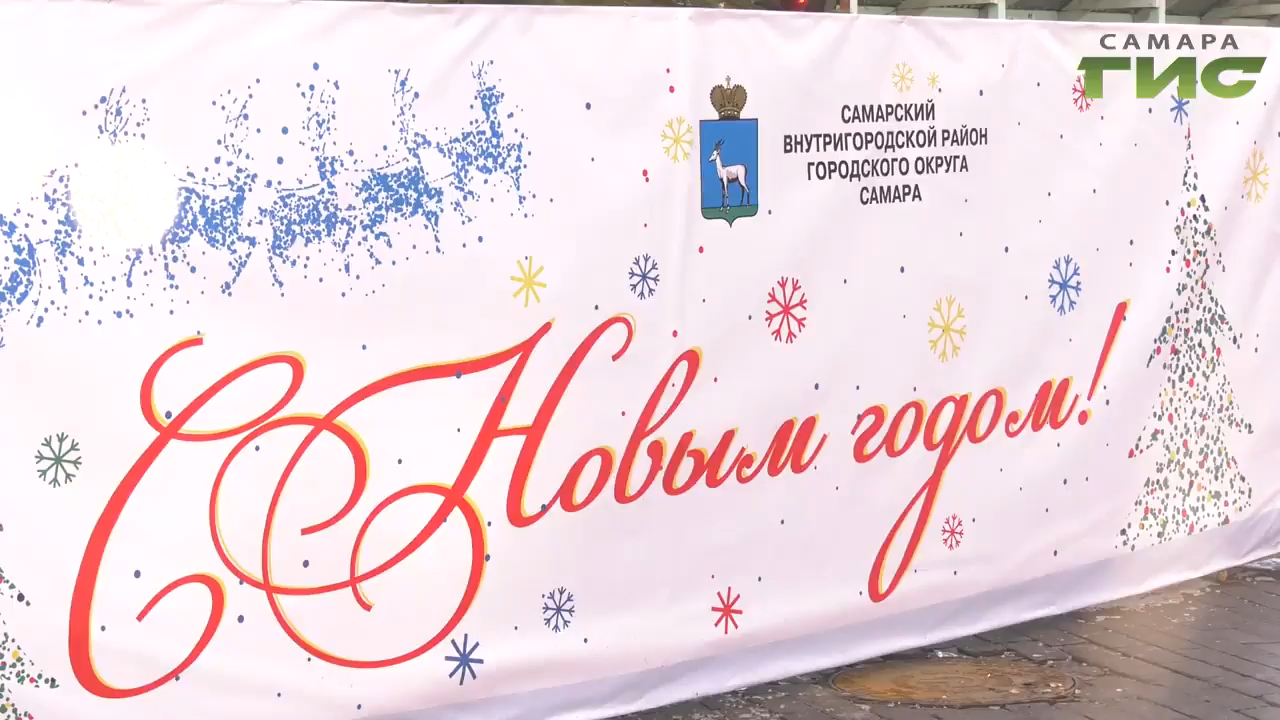 САМАРА
ГИС
САМАРСКИЙ
ВНУТРИГОРОДСКОЙ РАЙОН
ГОРОДСКОГО ОКРУГА
САМАРА
С Новым годом!